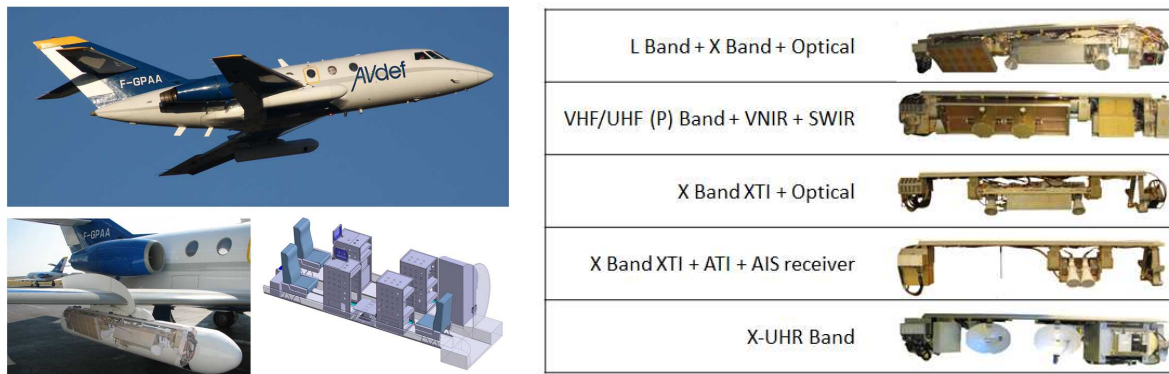 F-GPAA
AVdef
F-GPAA
L Band + X Band + Optical
VHF/UHF (P) Band + VNIR + SWIR
X Band XTI + Optical
X Band XTI + ATI + AIS receiver
X-UHR Band